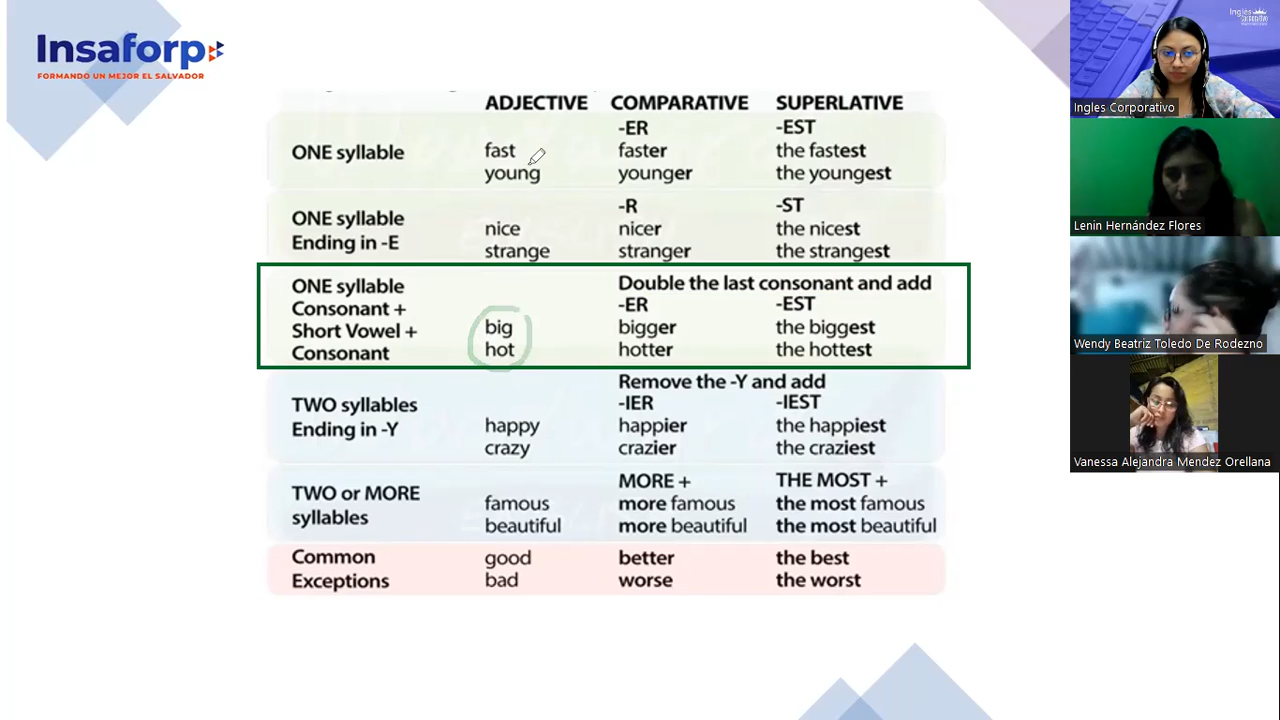 Insaforp
FORMANDO UN MEJOR EL SALVADOR
ADJECTIVE COMPARATIVE SUPERLATIVE
-ER -EST
ONE syllable fast faster the fastest
young younger the youngest
-R -ST
ONE syllable nice nicer the nicest
Ending in -E strange stranger the strangest
ONE syllable Double the last consonant and add
Consonant + -ER -EST
Short Vowel + big bigger the biggest
Consonant hot hotter the hottest
Remove the -Y and add
TWO syllables -IER -IEST
Ending in -Y happy happier the happiest
crazy crazier the craziest
MORE + THE MOST +
TWO or MORE famous more famous the most famous
syllables beautiful more beautiful the most beautiful
Common good better the best
Exceptions bad worse the worst
Ingles Corporativo
Lenin Hernández Flores
Wendy Beatriz Toledo De Rodezno
Vanessa Alejandra Mendez Orellana